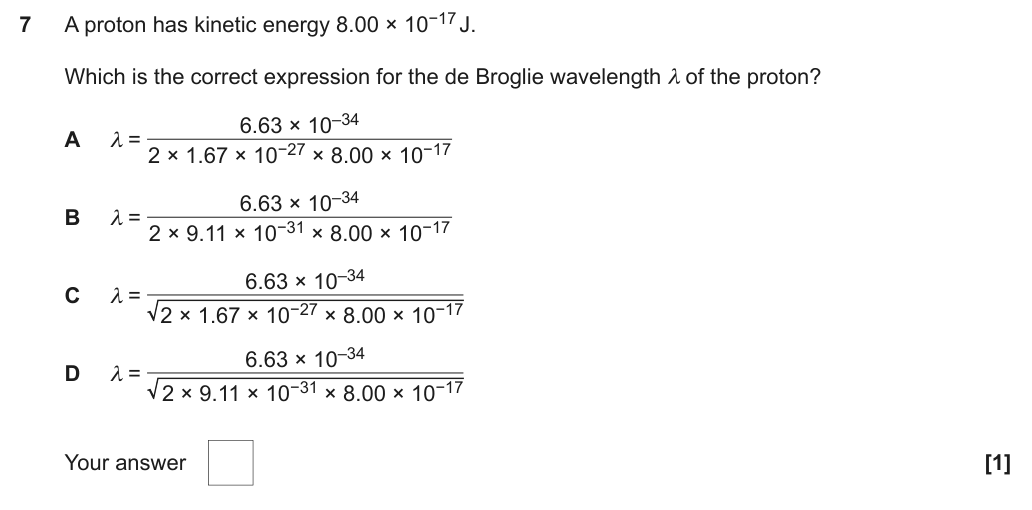 7 A proton has kinetic energy 8.00 × 10⁻¹⁷ J.
Which is the correct expression for the de Broglie wavelength λ of the proton?
A λ = 6.63 × 10⁻³⁴
2 × 1.67 × 10⁻²⁷ × 8.00 × 10⁻¹⁷
B λ = 6.63 × 10⁻³⁴
2 × 9.11 × 10⁻³¹ × 8.00 × 10⁻¹⁷
C λ = 6.63 × 10⁻³⁴
√2 × 1.67 × 10⁻²⁷ × 8.00 × 10⁻¹⁷
D λ = 6.63 × 10⁻³⁴
√2 × 9.11 × 10⁻³¹ × 8.00 × 10⁻¹⁷
Your answer [1]